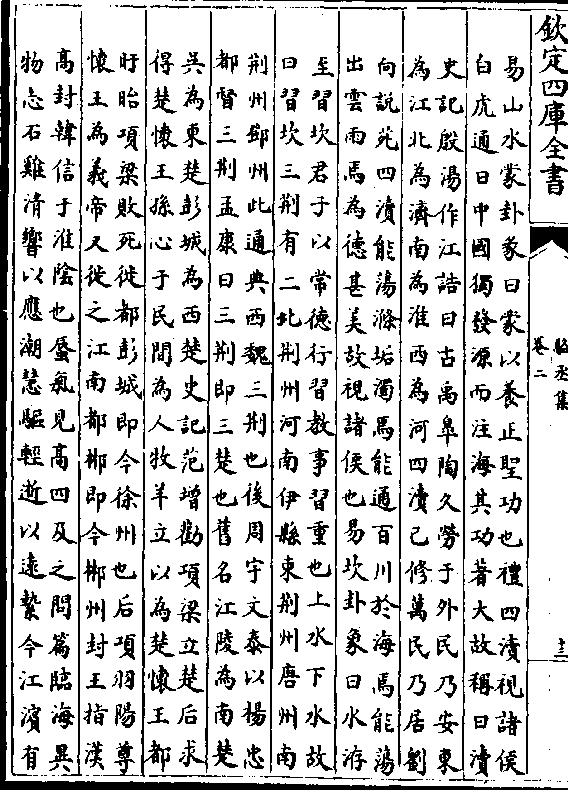 欽定四庫全書
易山水蒙卦彖曰蒙以養正聖功也禮四瀆視諸侯
白虎通曰中國獨發源而注海其功著大故稱曰瀆
史記殷湯作江誥曰古禹皋陶久勞于外民乃安東
為江北為濟南為淮西為河四瀆已修萬民乃居劉
向說苑四瀆能蕩滌垢濁焉能通百川於海焉能蕩
出雲雨焉為德甚美故視諸侯也易坎卦象曰水洊
至習坎君子以常德行習教事習重也上水下水故
曰習坎三荆有二北荆州河南伊縣東荆州唐州南
荆州鄧州此通典西魏三荆也後周宇文泰以楊忠
都督三荆孟康曰三荆即三楚也舊名江陵為南楚
吳為東楚彭城為西楚史記范增勸項梁立楚后求
得楚懷王孫心于民間為人牧羊立以為楚懷王都
盱眙項梁敗死徙都彭城即今徐州也后項羽陽尊
懷王為義帝又徙之江南都郴即今郴州封王指漢
高封韓信于淮陰也蜃氣見高四及之問篇臨海異
物志石雞清響以應潮慧軀輕逝以遠縶今江濱有
集
卷二
十三